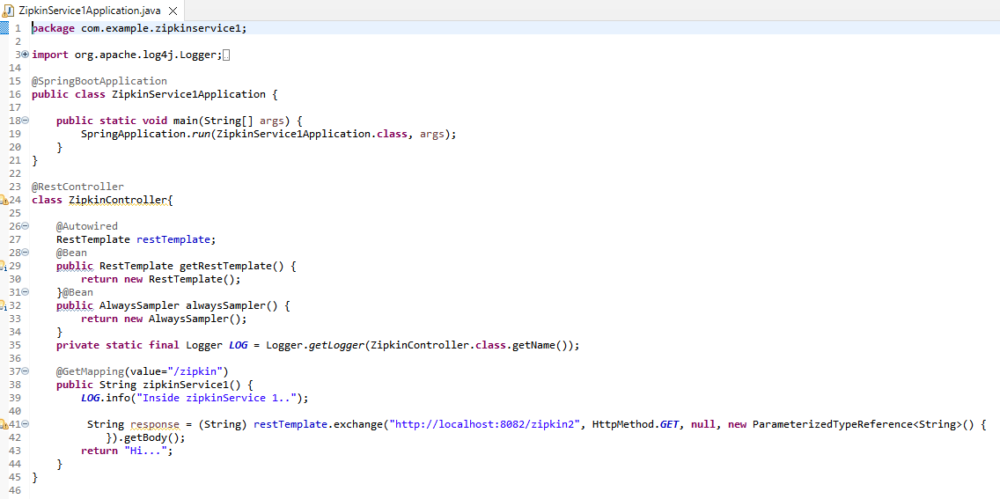 ZipkinService1Application.java
1 package com.example.zipkinservice1;
2
3 import org.apache.log4j.Logger;
14
15 @SpringBootApplication
16 public class ZipkinService1Application {
17
18 public static void main(String[] args) {
19 SpringApplication.run(ZipkinService1Application.class, args);
20 }
21 }
22
23 @RestController
24 class ZipkinController{
25
26 @Autowired
27 RestTemplate restTemplate;
28 @Bean
29 public RestTemplate getRestTemplate() {
30 return new RestTemplate();
31 }@Bean
32 public AlwaysSampler alwaysSampler() {
33 return new AlwaysSampler();
34 }
35 private static final Logger LOG = Logger.getLogger(ZipkinController.class.getName());
36
37 @GetMapping(value="/zipkin")
38 public String zipkinService1() {
39 LOG.info("Inside zipkinService 1..");
40
41 String response = (String) restTemplate.exchange("http://localhost:8082/zipkin2", HttpMethod.GET, null, new ParameterizedTypeReference<String>() {
42 }).getBody();
43 return "Hi...";
44 }
45 }
46